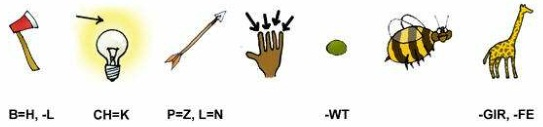 B=H, -L CH=K P=Z, L=N -WT -GIR, -FE